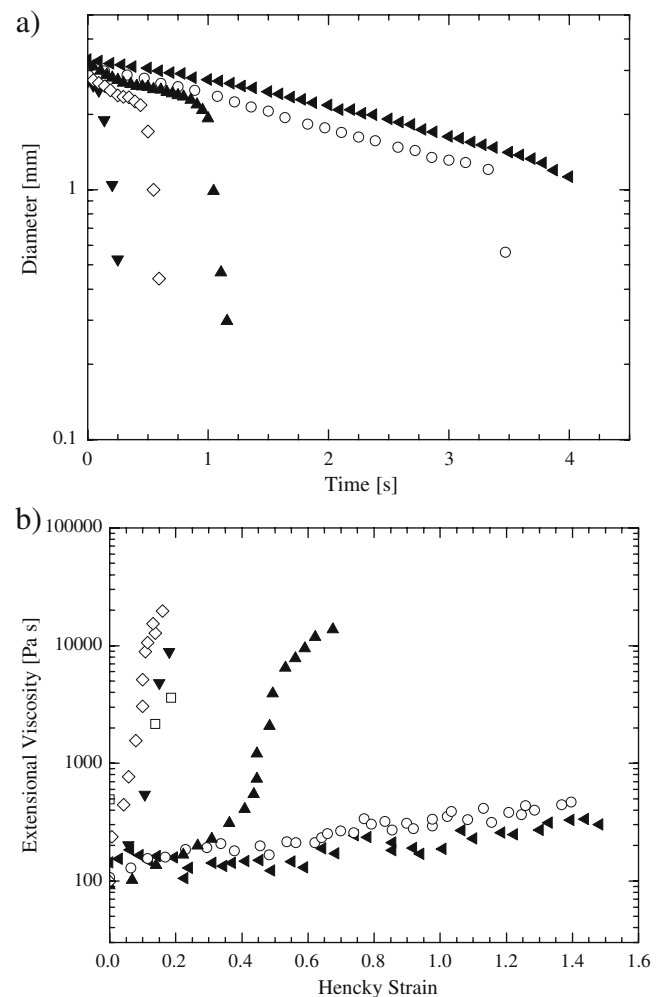 a)
Diameter [mm]
1
0.1
0 1 2 3 4
Time [s]
b)
Extensional Viscosity [Pa s]
100000
10000
1000
100
0.0 0.2 0.4 0.6 0.8 1.0 1.2 1.4 1.6
Hencky Strain